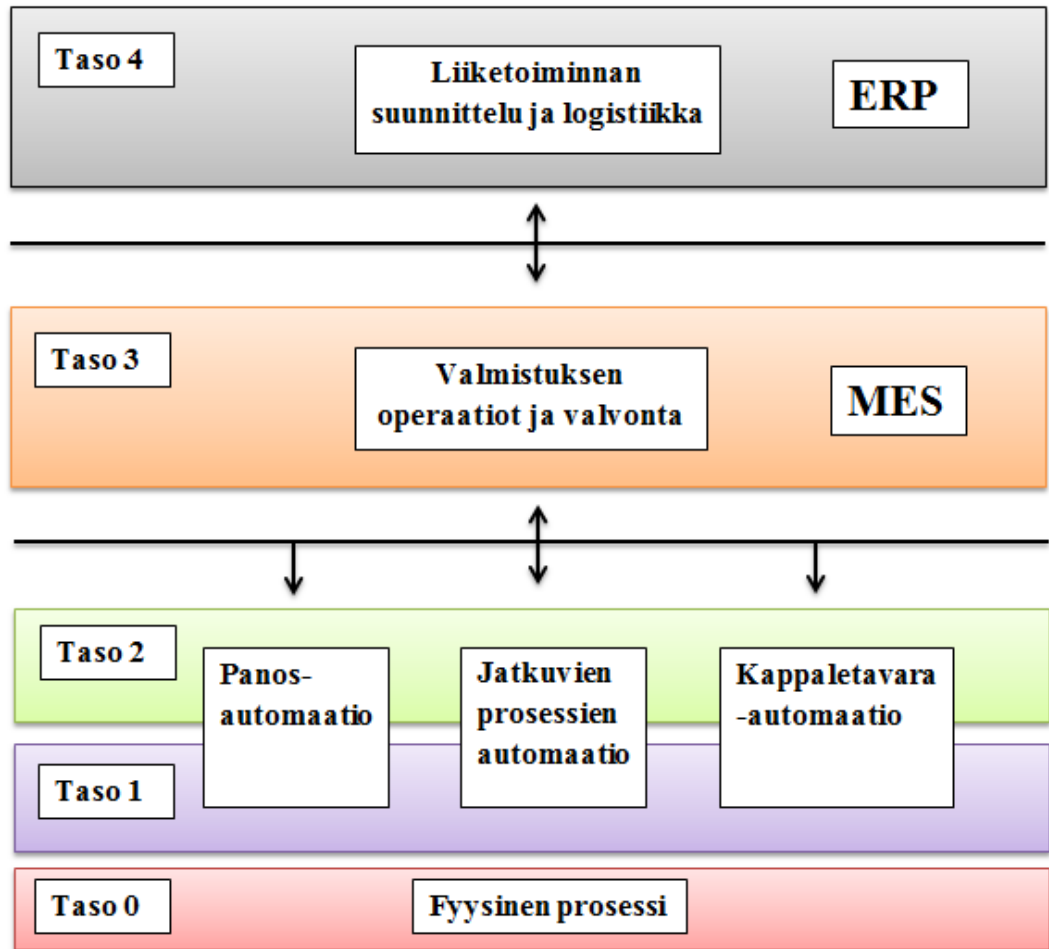 Taso 4
Liiketoiminnan
suunnittelu ja logistiikka
ERP
Taso 3
Valmistuksen
operaatiot ja valvonta
MES
Taso 2
Panos-
automaatio
Jatkuvien
prosessien
automaatio
Kappaletavara
-automaatio
Taso 1
Taso 0
Fyysinen prosessi